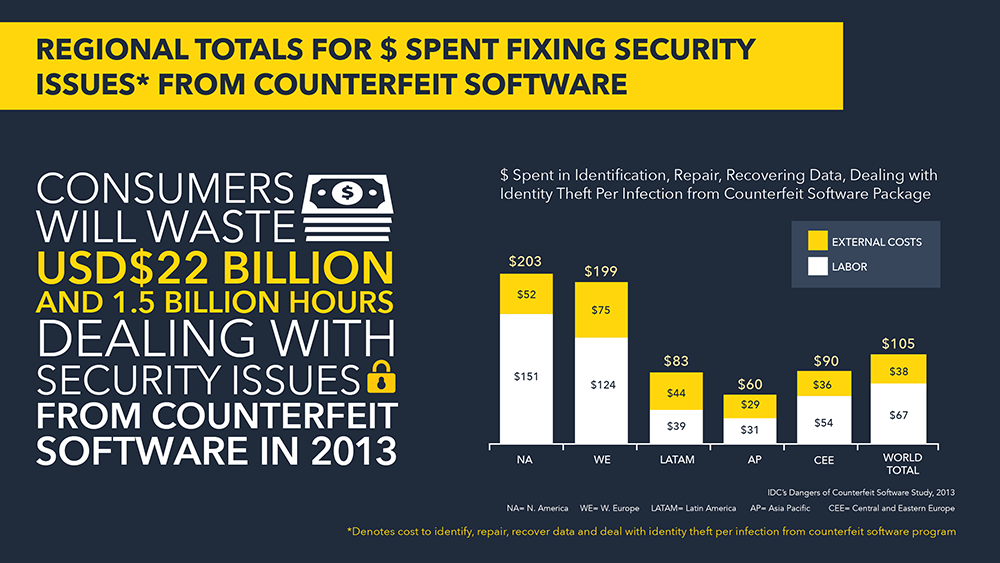 REGIONAL TOTALS FOR $ SPENT FIXING SECURITY
ISSUES* FROM COUNTERFEIT SOFTWARE
CONSUMERS
WILL WASTE
$
USD$22 BILLION
AND 1.5 BILLION HOURS
DEALING WITH
SECURITY ISSUES
FROM COUNTERFEIT
SOFTWARE IN 2013
$ Spent in Identification, Repair, Recovering Data, Dealing with
Identity Theft Per Infection from Counterfeit Software Package
EXTERNAL COSTS
LABOR
$203
$52
$151
$199
$75
$124
$83
$44
$39
$60
$29
$31
$90
$36
$54
$105
$38
$67
NA
WE
LATAM
AP
CEE
WORLD
TOTAL
IDC's Dangers of Counterfeit Software Study, 2013
NA= N. America WE= W. Europe LATAM= Latin America AP= Asia Pacific CEE= Central and Eastern Europe
*Denotes cost to identify, repair, recover data and deal with identity theft per infection from counterfeit software program